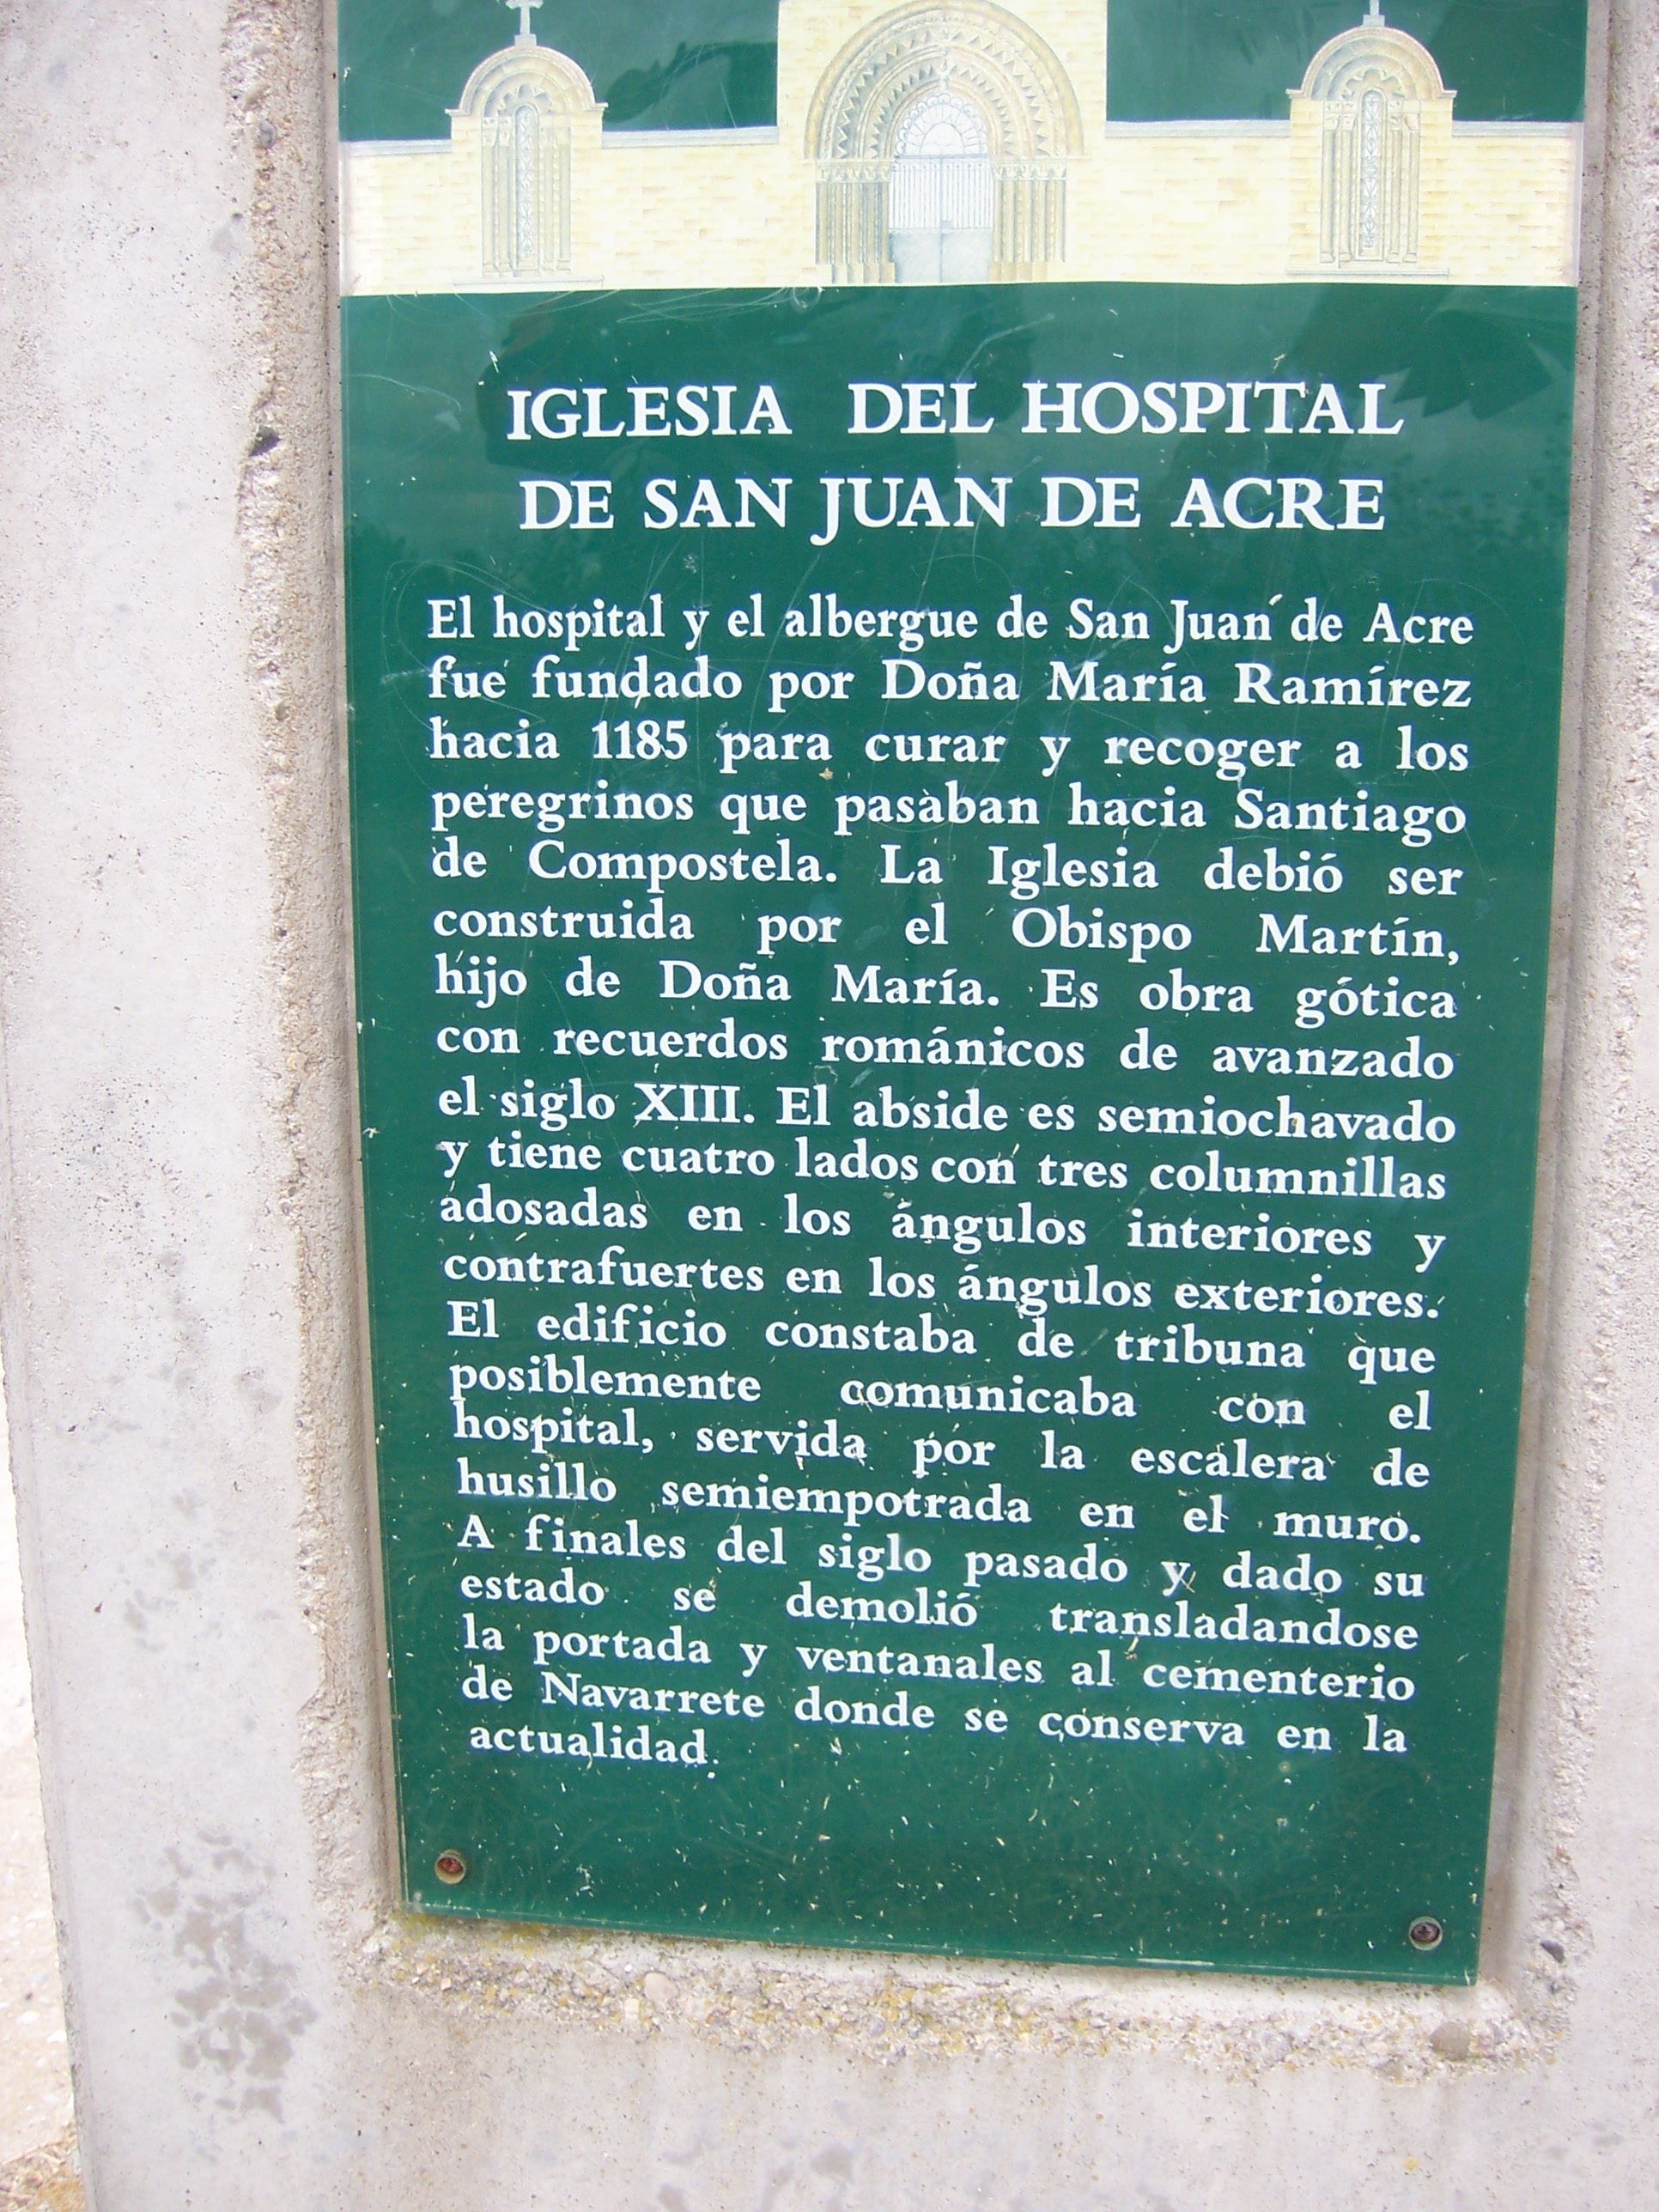 IGLESIA DEL HOSPITAL
DE SAN JUAN DE ACRE
El hospital y el albergue de San Juan de Acre
fue fundado por Doña María Ramírez
hacia 1185 para curar y recoger a los
peregrinos que pasaban hacia Santiago
de Compostela. La Iglesia debió ser
construida por el Obispo Martín,
hijo de Doña María. Es obra gótica
con recuerdos románicos de avanzado
el siglo XIII. El abside es semiochavado
y tiene cuatro lados con tres columnillas
adosadas en los ángulos interiores y
contrafuertes en los ángulos exteriores.
El edificio constaba de tribuna que
posiblemente comunicaba con el
hospital, servida por la escalera de
husillo semiempotrada en el muro.
A finales del siglo pasado y dado su
estado se demolió transladandose
la portada y ventanales al cementerio
de Navarrete donde se conserva en la
actualidad.